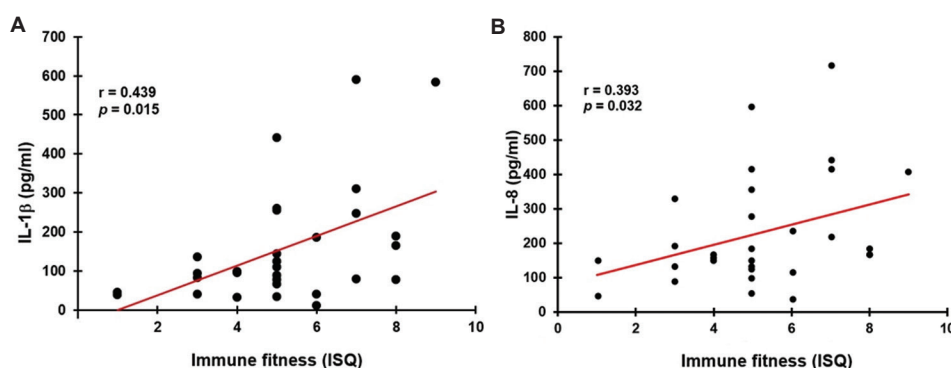 A
700
600
500
400
300
200
100
0
2
4
6
8
10
IL-1β (pg/ml)
Immune fitness (ISQ)
r = 0.439
p = 0.015
B
800
700
600
500
400
300
200
100
0
0
2
4
6
8
10
IL-8 (pg/ml)
Immune fitness (ISQ)
r = 0.393
p = 0.032